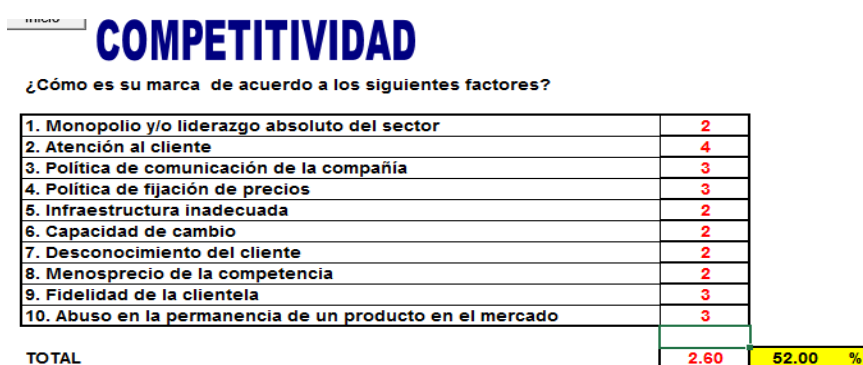 COMPETITIVIDAD
¿Cómo es su marca de acuerdo a los siguientes factores?
1. Monopolio y/o liderazgo absoluto del sector 2
2. Atención al cliente 4
3. Política de comunicación de la compañía 3
4. Política de fijación de precios 3
5. Infraestructura inadecuada 2
6. Capacidad de cambio 2
7. Desconocimiento del cliente 2
8. Menosprecio de la competencia 2
9. Fidelidad de la clientela 3
10. Abuso en la permanencia de un producto en el mercado 3
TOTAL 2.60 52.00 %